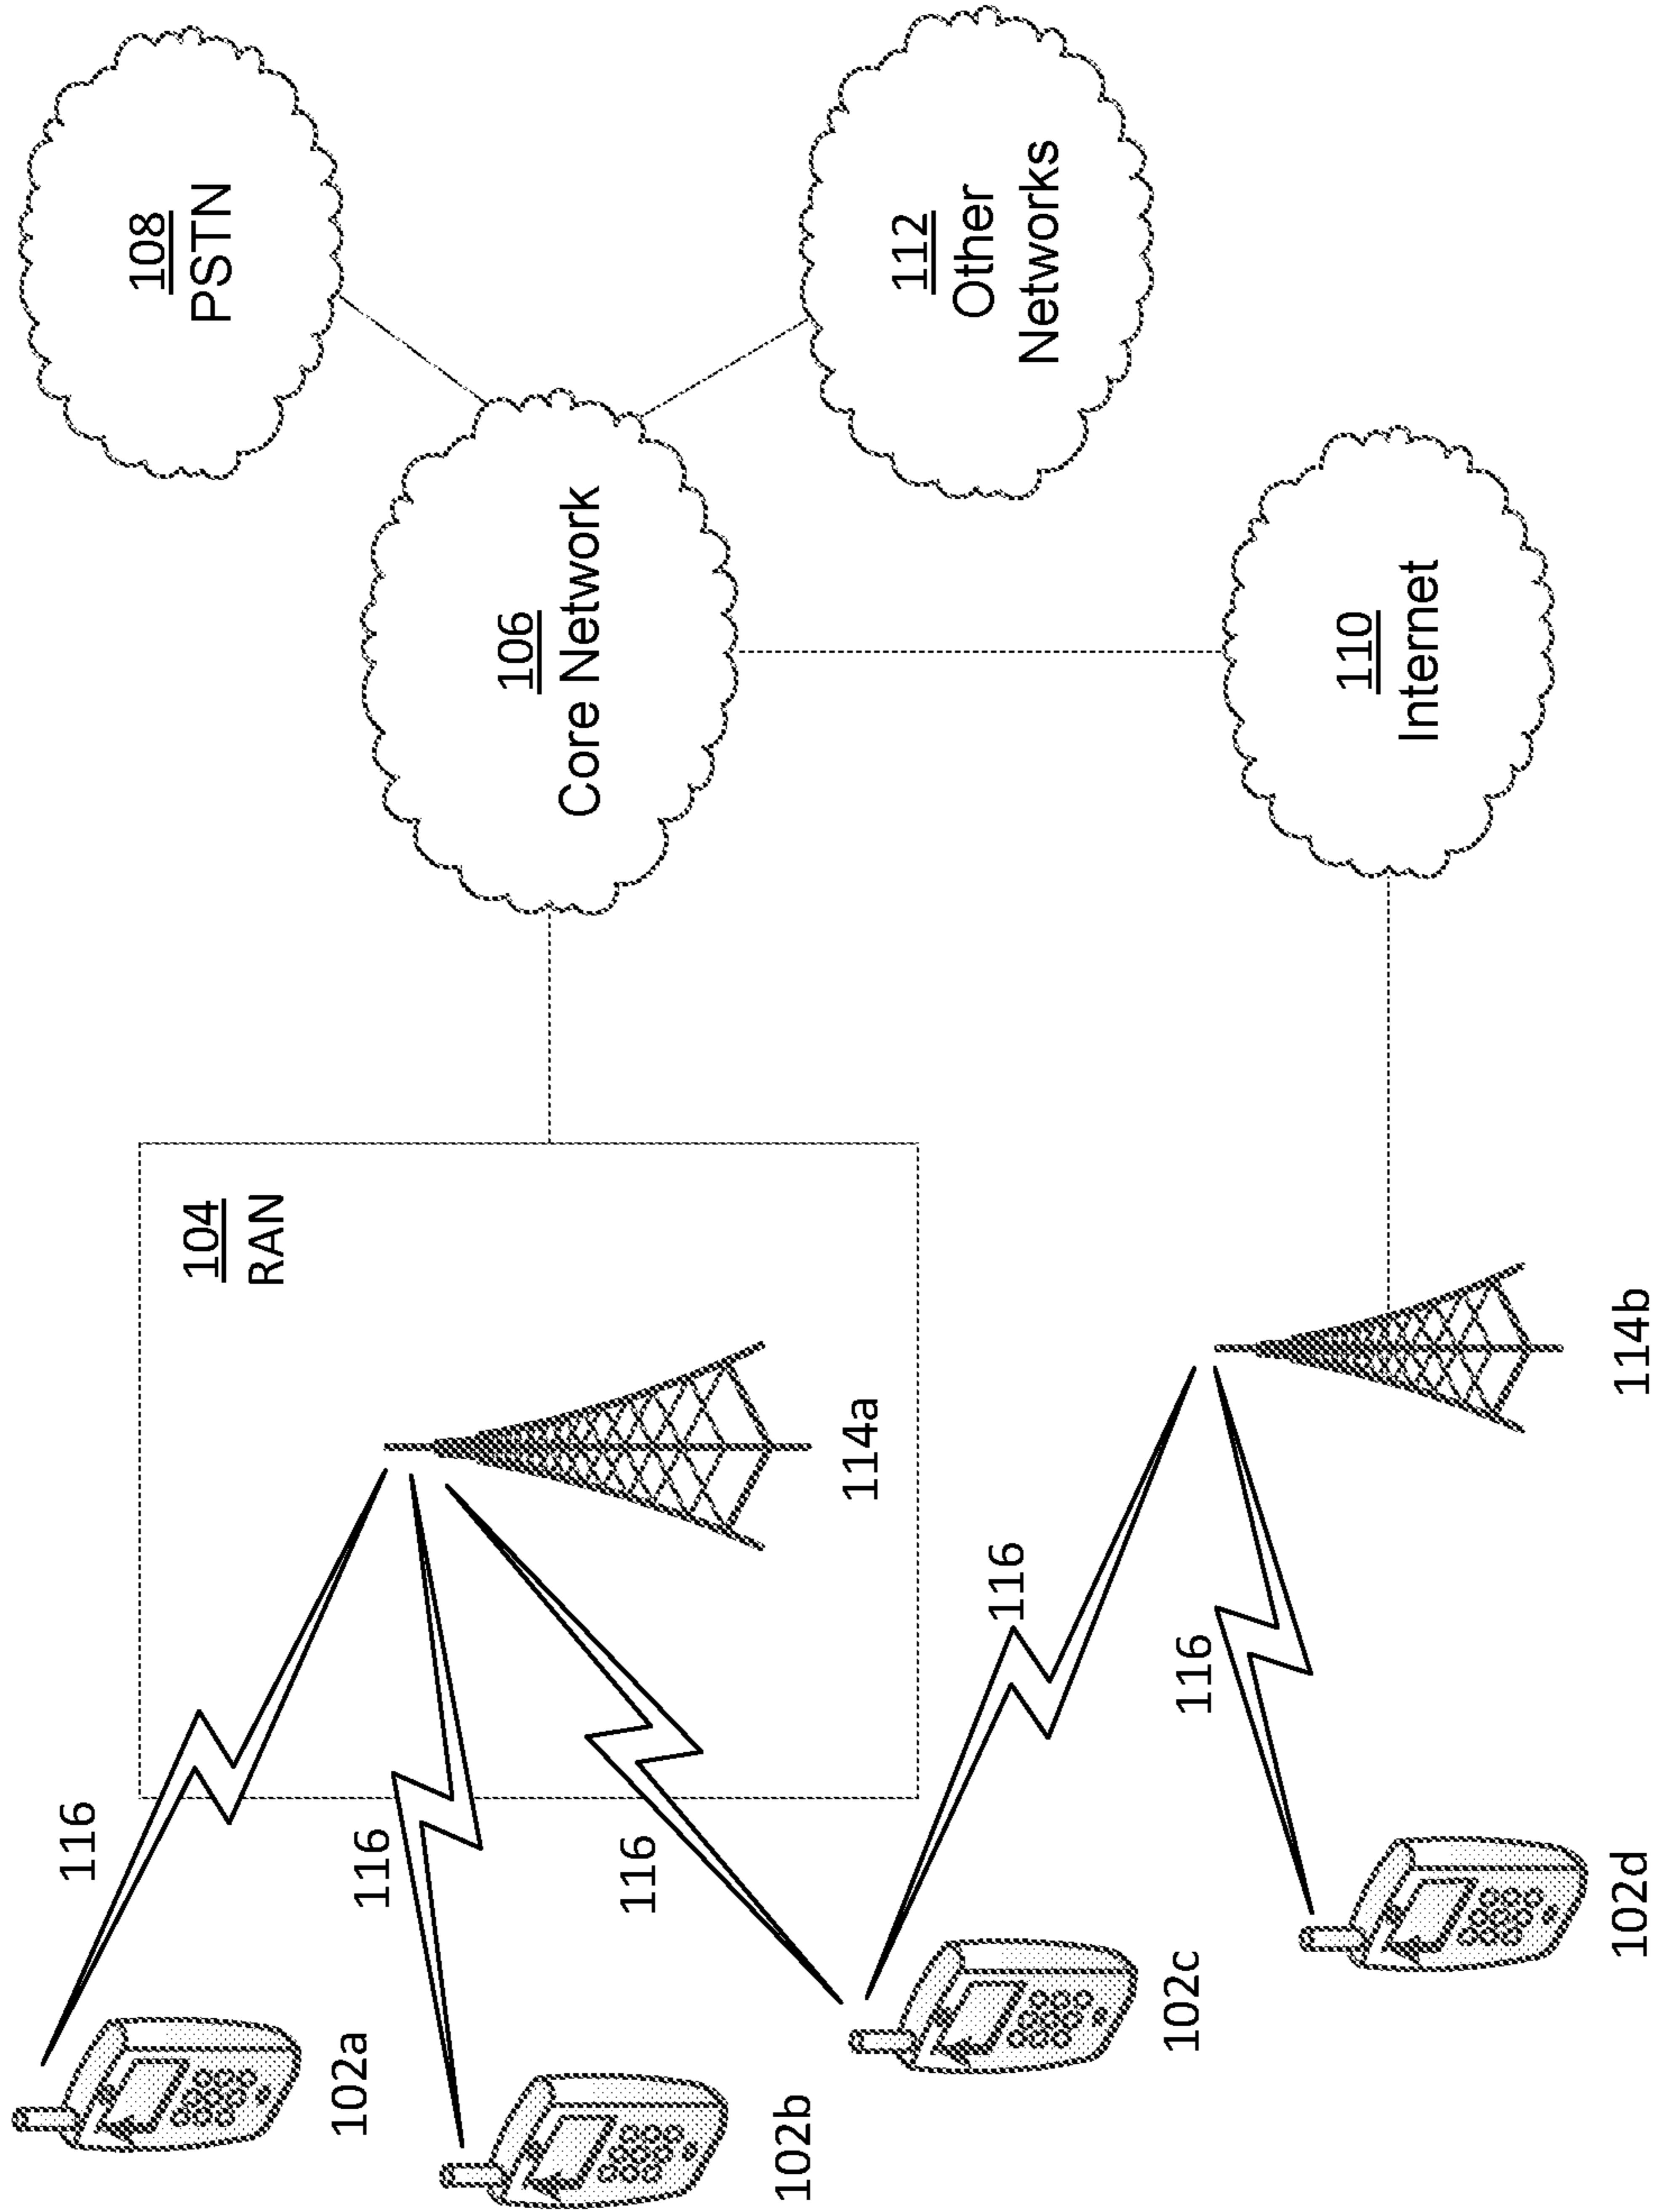 102a
116
102b
116
116
102c
116
102d
116
104
RAN
114a
114b
106
Core Network
108
PSTN
112
Other
Networks
110
Internet